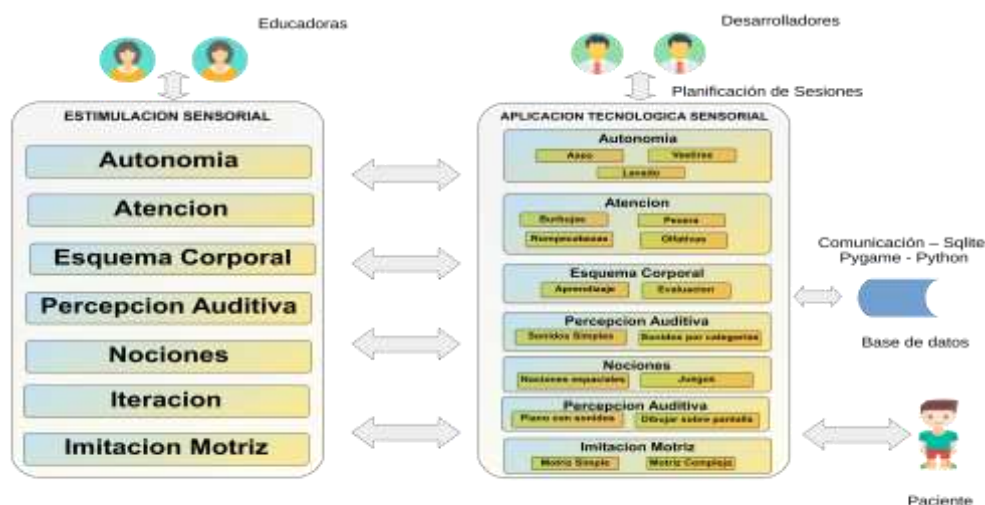 Educadoras
Desarrolladores
Planificación de Sesiones
ESTIMULACION SENSORIAL
Autonomia
Atencion
Esquema Corporal
Percepcion Auditiva
Nociones
Iteracion
Imitacion Motriz
APLICACION TECNOLOGICA SENSORIAL
Autonomia
Aseo
Vestirse
Lavado
Atencion
Burbujas
Pecera
Rompecabezas
Olfativas
Esquema Corporal
Aprendizaje
Evaluacion
Percepcion Auditiva
Sonidos Simples
Sonidos por categorias
Nociones
Nociones espaciales
Juegos
Percepcion Auditiva
Piano con sonidos
Dibujar sobre pantalla
Imitacion Motriz
Motriz Simple
Motriz Compleja
Comunicación – Sqlite
Pygame - Python
Base de datos
Paciente